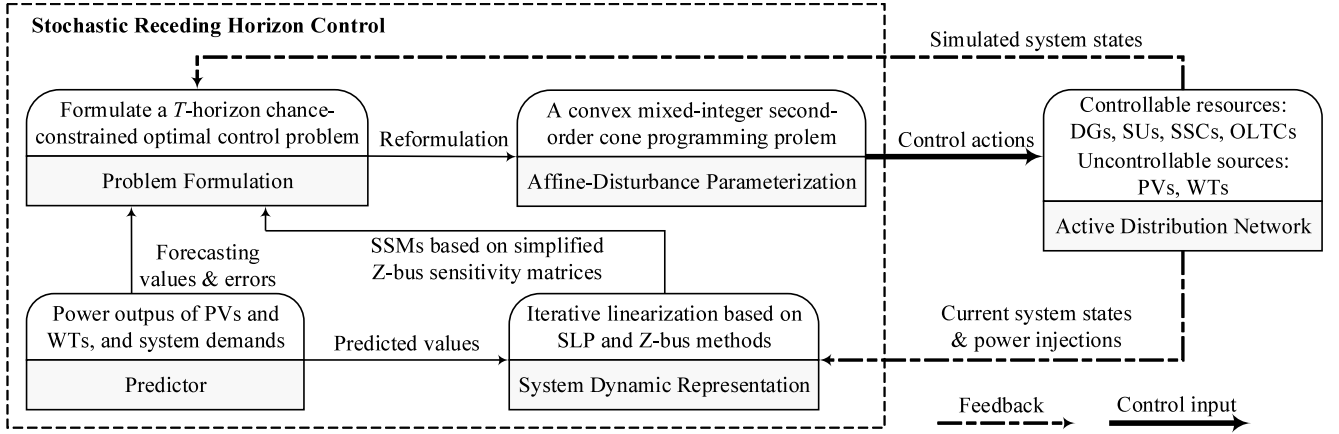 Stochastic Receding Horizon Control
Simulated system states
Formulate a T-horizon chance-
constrained optimal control problem
Problem Formulation
Reformulation
A convex mixed-integer second-
order cone programming prolem
Affine-Disturbance Parameterization
Control actions
Controllable resources:
DGs, SUs, SSCs, OLTCs
Uncontrollable sources:
PVs, WTs
Active Distribution Network
Forecasting
values & errors
SSMs based on simplified
Z-bus sensitivity matrices
Power outpus of PVs and
WTs, and system demands
Predictor
Predicted values
Iterative linearization based on
SLP and Z-bus methods
System Dynamic Representation
Current system states
& power injections
Feedback
Control input